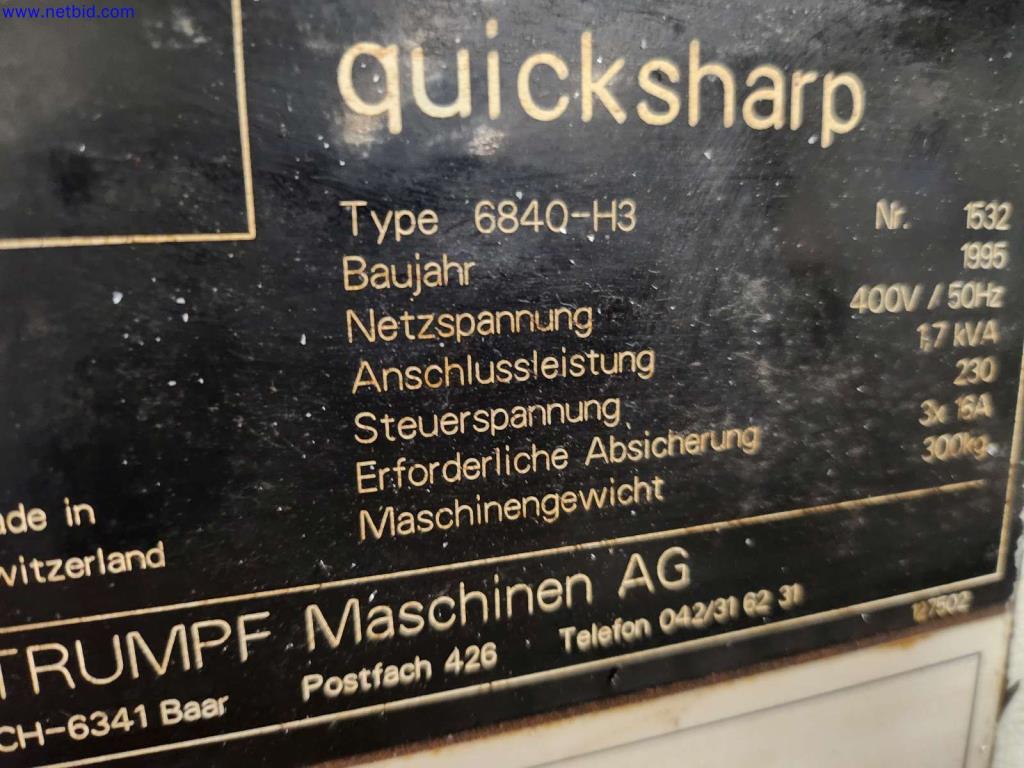 www.netbid.com
quicksharp
Type 6840-H3 Nr. 1532
Baujahr 1995
Netzspannung 400V / 50Hz
Anschlussleistung 1,7 kVA
Steuerspannung 230
Erforderliche Absicherung 3x 16A
Maschinengewicht 300kg
ade in
witzerland
TRUMPF Maschinen AG
CH-6341 Baar Postfach 426 Telefon 042/31 62 31